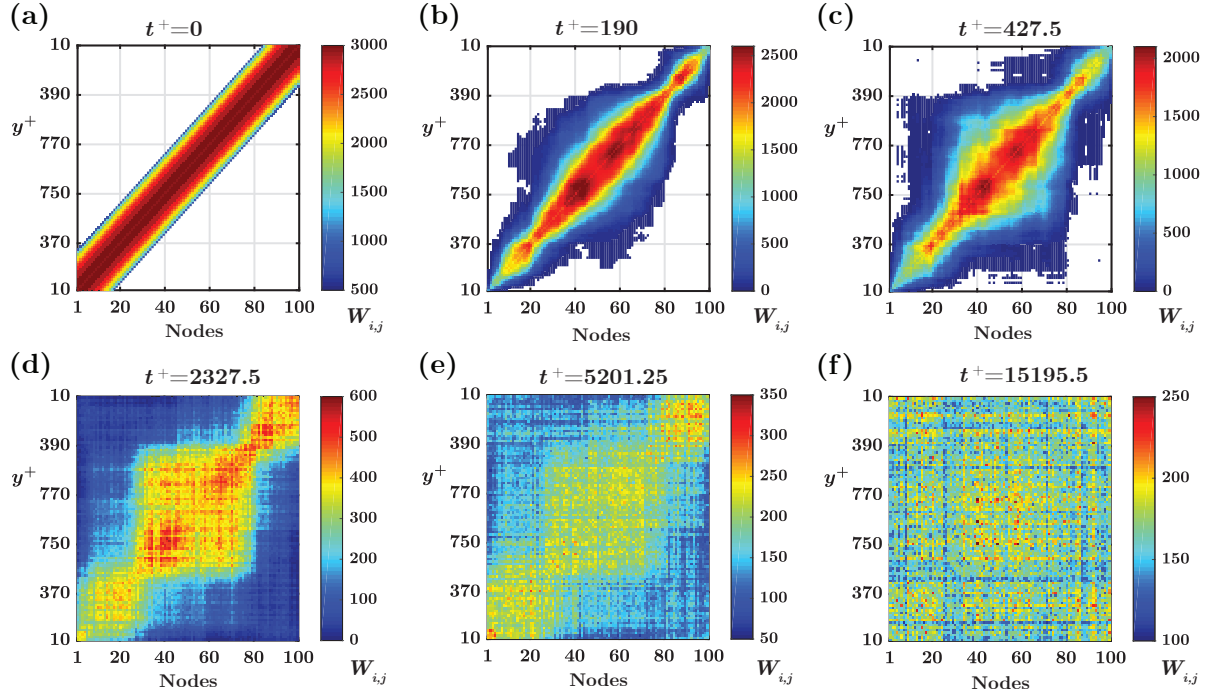 (a)
t⁺=0
10
390
y⁺
770
750
370
10
1 20 40 60 80 100
Nodes
3000
2500
2000
1500
1000
500
W_{i,j}
(b)
t⁺=190
10
390
y⁺
770
750
370
10
1 20 40 60 80 100
Nodes
2500
2000
1500
1000
500
0
W_{i,j}
(c)
t⁺=427.5
10
390
y⁺
770
750
370
10
1 20 40 60 80 100
Nodes
2000
1500
1000
500
0
W_{i,j}
(d)
t⁺=2327.5
10
390
y⁺
770
750
370
10
1 20 40 60 80 100
Nodes
600
500
400
300
200
100
0
W_{i,j}
(e)
t⁺=5201.25
10
390
y⁺
770
750
370
10
1 20 40 60 80 100
Nodes
350
300
250
200
150
100
50
W_{i,j}
(f)
t⁺=15195.5
10
390
y⁺
770
750
370
10
1 20 40 60 80 100
Nodes
250
200
150
100
W_{i,j}